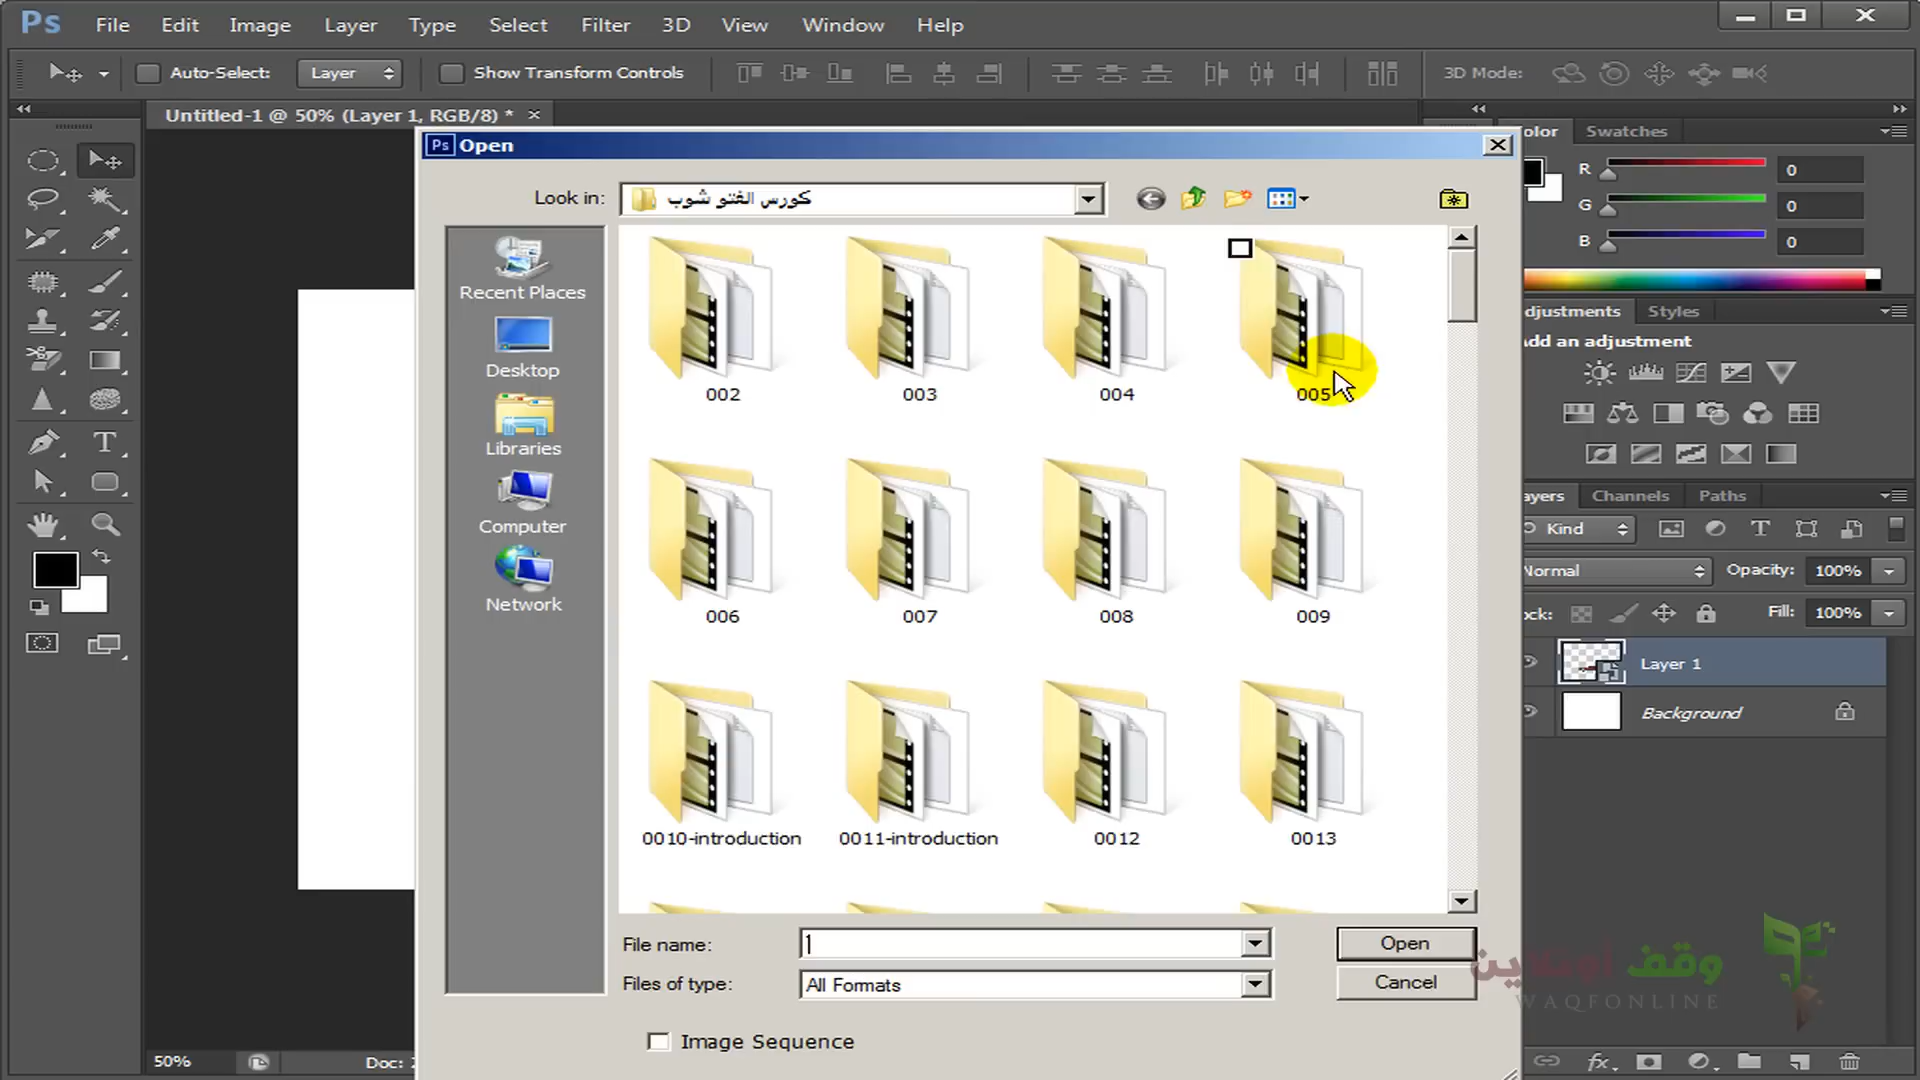 Ps File Edit Image Layer Type Select Filter 3D View Window Help
Auto-Select: Layer Show Transform Controls 3D Mode:
Untitled-1 @ 50% (Layer 1, RGB/8) *
Ps Open
Look in: كورس الفتو شوب
Recent Places
Desktop
Libraries
Computer
Network
002 003 004 005
006 007 008 009
0010-introduction 0011-introduction 0012 0013
File name:
Open
Files of type: All Formats
Cancel
Image Sequence
olor Swatches
R 0
G 0
B 0
djustments Styles
Add an adjustment
ayers Channels Paths
Kind
Normal Opacity: 100%
ock: Fill: 100%
Layer 1
Background
وقف اونلاين
WAQFONLINE
50% Doc: